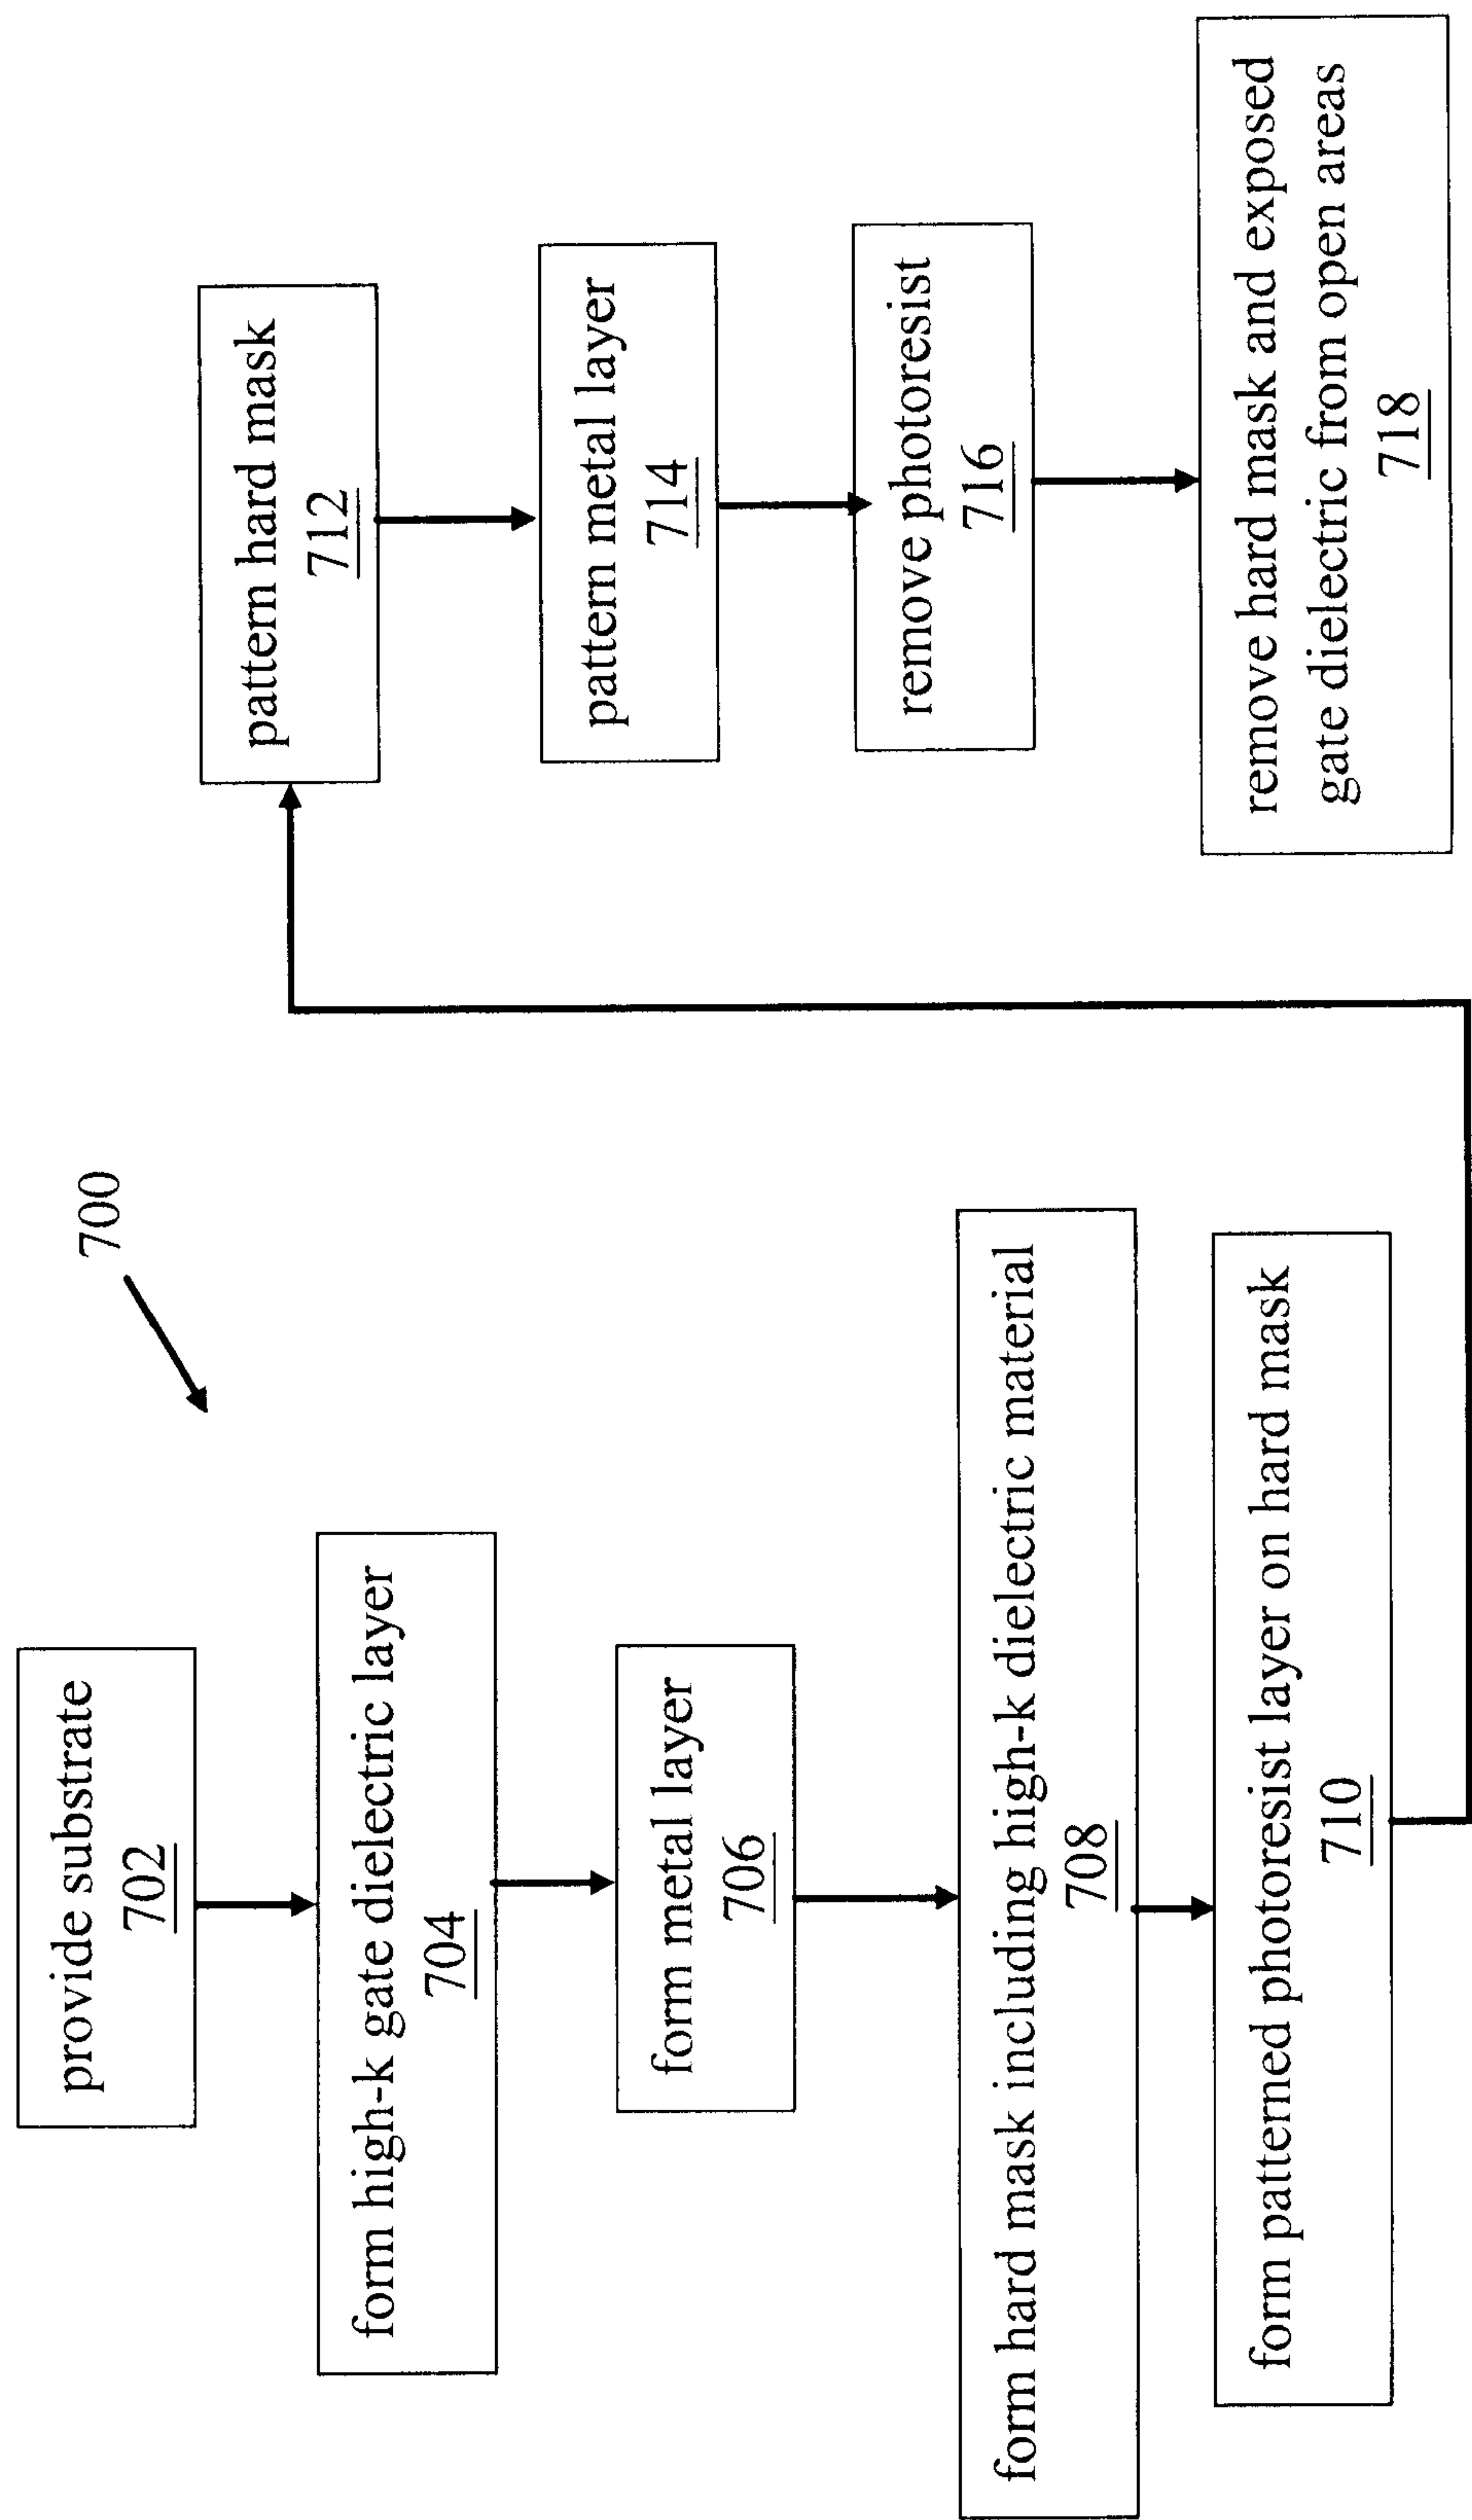 700
provide substrate
702
form high-k gate dielectric layer
704
form metal layer
706
form hard mask including high-k dielectric material
708
form patterned photoresist layer on hard mask
710
pattern hard mask
712
pattern metal layer
714
remove photoresist
716
remove hard mask and exposed
gate dielectric from open areas
718